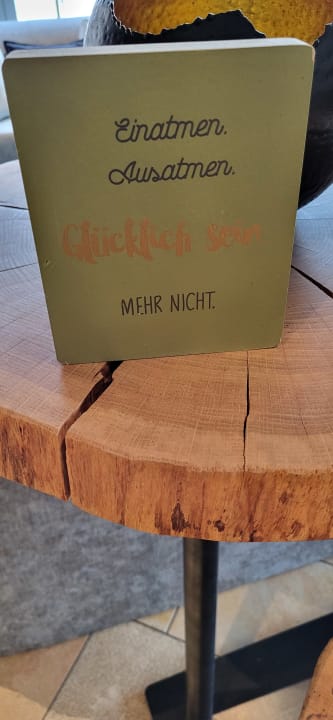 Einatmen.
Ausatmen.
Glücklich sein
MEHR NICHT.